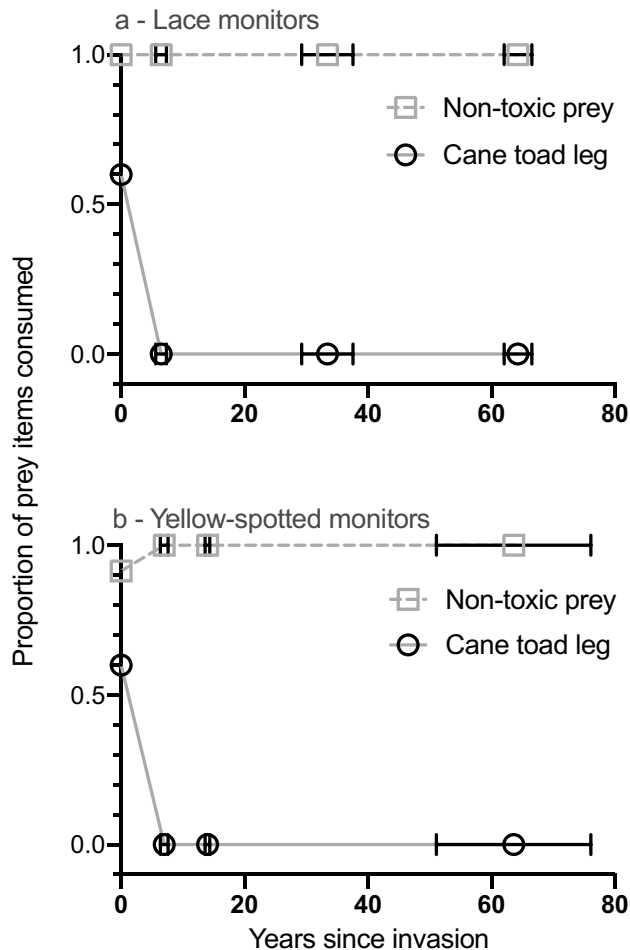 a - Lace monitors
1.0
0.5
0.0
Non-toxic prey
Cane toad leg
0 20 40 60 80
Proportion of prey items consumed
b - Yellow-spotted monitors
1.0
0.5
0.0
Non-toxic prey
Cane toad leg
0 20 40 60 80
Years since invasion